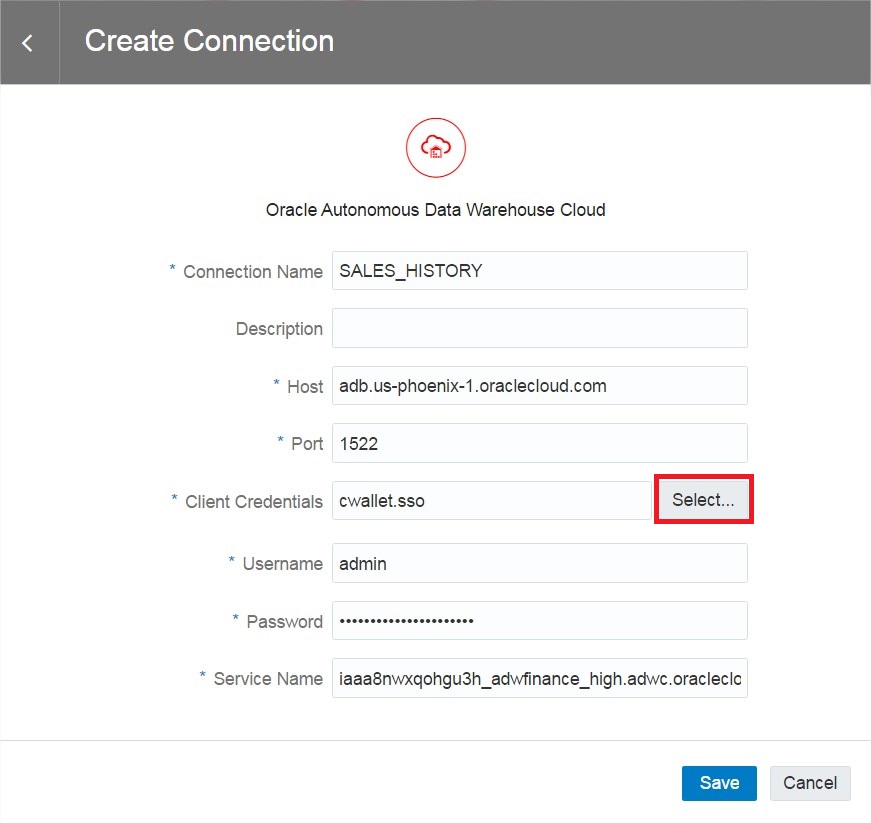 Create Connection
Oracle Autonomous Data Warehouse Cloud
* Connection Name SALES_HISTORY
Description
* Host adb.us-phoenix-1.oraclecloud.com
* Port 1522
* Client Credentials cwallet.sso Select...
* Username admin
* Password ••••••••••••••••••••••
* Service Name iaaa8nwxqohgu3h_adwfinance_high.adwc.oracleclo
Save Cancel